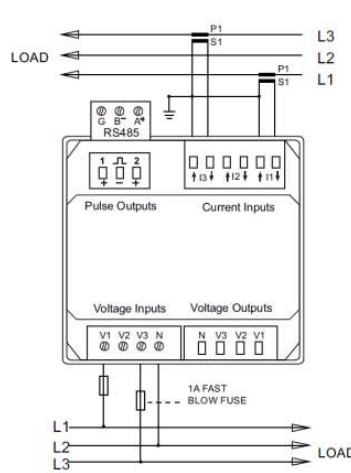 P1
L3
S1
LOAD
L2
P1
S1
L1
G B- A+
RS485
1 2
+ - +
I3 I2 I1
Pulse Outputs
Current Inputs
Voltage Inputs
Voltage Outputs
V1 V2 V3 N
N V3 V2 V1
1A FAST
BLOW FUSE
L1
L2
LOAD
L3